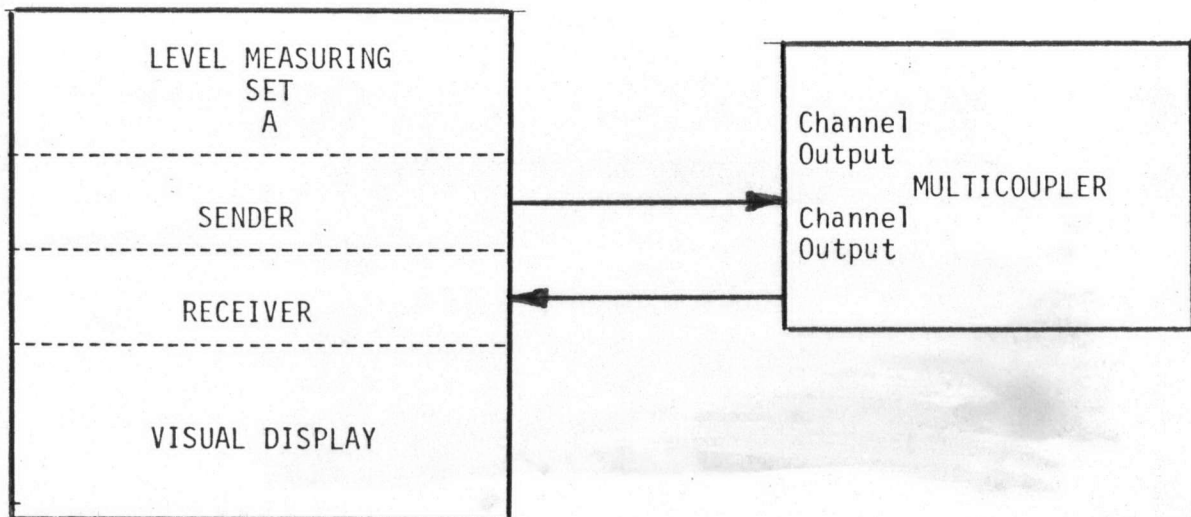 LEVEL MEASURING
SET
A
SENDER
RECEIVER
VISUAL DISPLAY
Channel
Output
MULTICOUPLER
Channel
Output